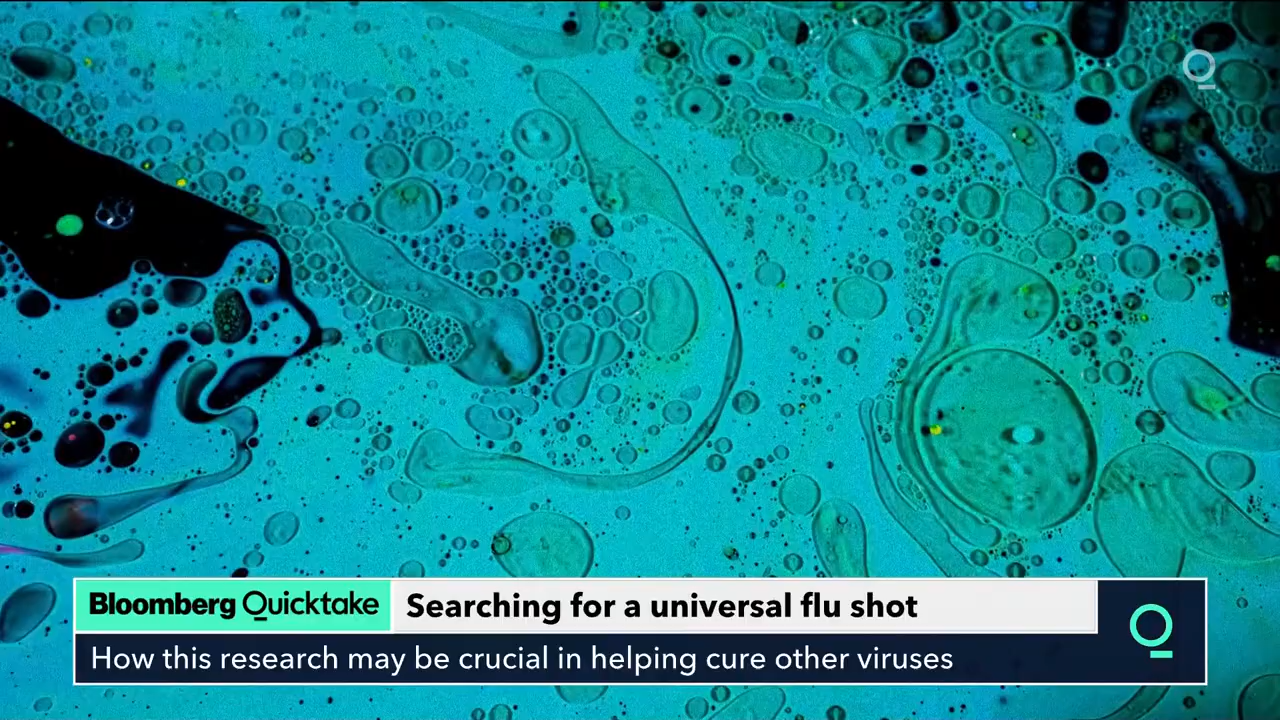 Bloomberg Quicktake
Searching for a universal flu shot
How this research may be crucial in helping cure other viruses